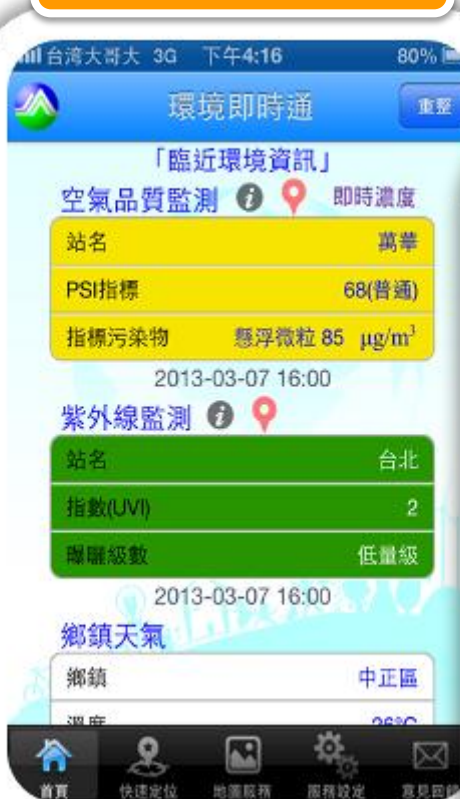 台湾大哥大 3G 下午4:16 80%
環境即時通 重整
「臨近環境資訊」
空氣品質監測 即時濃度
站名 萬華
PSI指標 68(普通)
指標污染物 懸浮微粒 85 μg/m³
2013-03-07 16:00
紫外線監測
站名 台北
指數(UVI) 2
曝曬級數 低量級
2013-03-07 16:00
鄉鎮天氣
鄉鎮 中正區
溫度 26°C
首頁 快速定位 地圖服務 服務設定 意見回饋